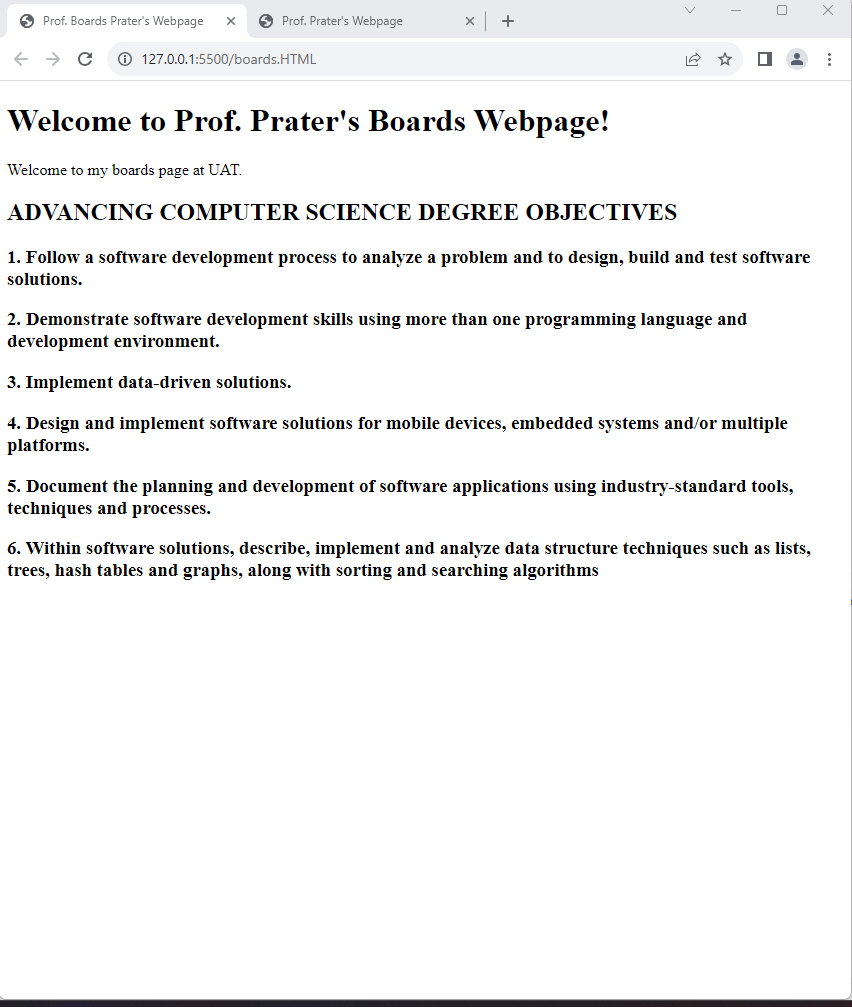 Prof. Boards Prater's Webpage
Prof. Prater's Webpage
127.0.0.1:5500/boards.HTML
Welcome to Prof. Prater's Boards Webpage!
Welcome to my boards page at UAT.
ADVANCING COMPUTER SCIENCE DEGREE OBJECTIVES
1. Follow a software development process to analyze a problem and to design, build and test software
solutions.
2. Demonstrate software development skills using more than one programming language and
development environment.
3. Implement data-driven solutions.
4. Design and implement software solutions for mobile devices, embedded systems and/or multiple
platforms.
5. Document the planning and development of software applications using industry-standard tools,
techniques and processes.
6. Within software solutions, describe, implement and analyze data structure techniques such as lists,
trees, hash tables and graphs, along with sorting and searching algorithms